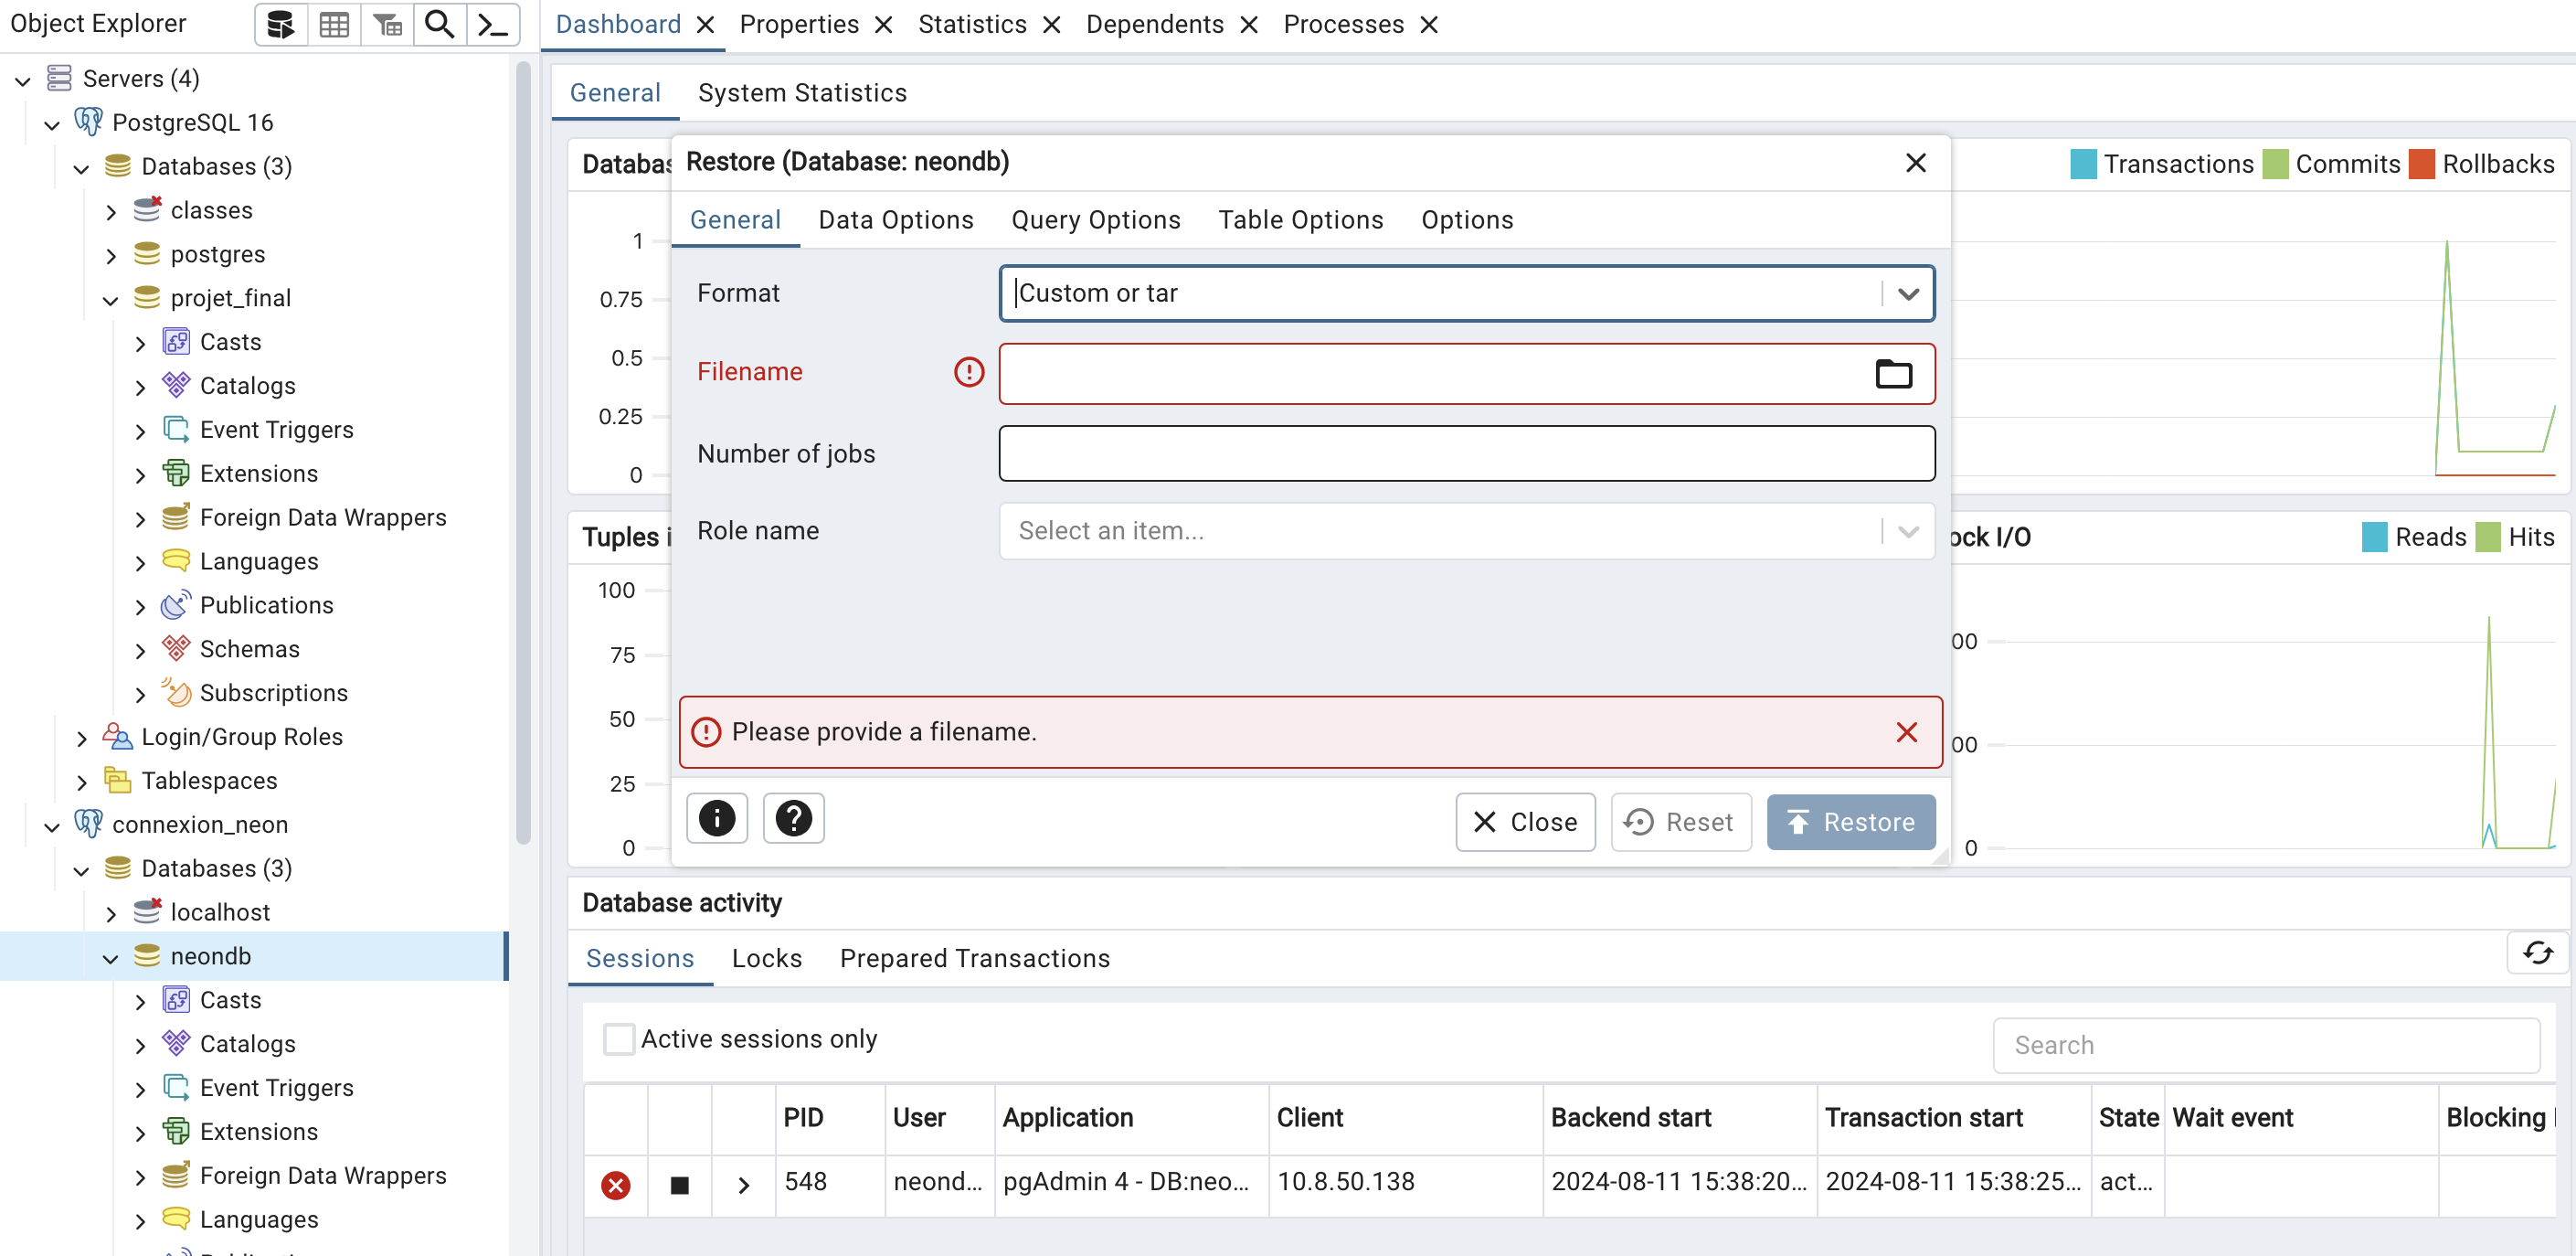 Object Explorer
Dashboard Properties Statistics Dependents Processes
Servers (4)
PostgreSQL 16
Databases (3)
classes
postgres
projet_final
Casts
Catalogs
Event Triggers
Extensions
Foreign Data Wrappers
Languages
Publications
Schemas
Subscriptions
Login/Group Roles
Tablespaces
connexion_neon
Databases (3)
localhost
neondb
Casts
Catalogs
Event Triggers
Extensions
Foreign Data Wrappers
Languages
General System Statistics
Transactions Commits Rollbacks
1
0.75
0.5
0.25
0
Tuples
100
75
50
25
0
Restore (Database: neondb)
General Data Options Query Options Table Options Options
Format Custom or tar
Filename
Number of jobs
Role name Select an item...
Please provide a filename.
Close Reset Restore
I/O
Reads Hits
00
00
0
Database activity
Sessions Locks Prepared Transactions
Active sessions only
Search
PID User Application Client Backend start Transaction start State Wait event Blocking
548 neond... pgAdmin 4 - DB:neo... 10.8.50.138 2024-08-11 15:38:20... 2024-08-11 15:38:25... act...